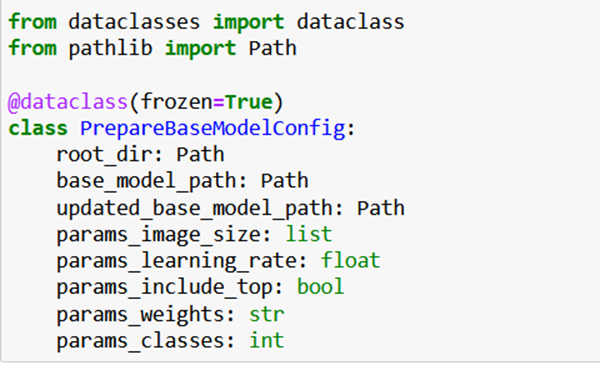 from dataclasses import dataclass
from pathlib import Path

@dataclass(frozen=True)
class PrepareBaseModelConfig:
    root_dir: Path
    base_model_path: Path
    updated_base_model_path: Path
    params_image_size: list
    params_learning_rate: float
    params_include_top: bool
    params_weights: str
    params_classes: int